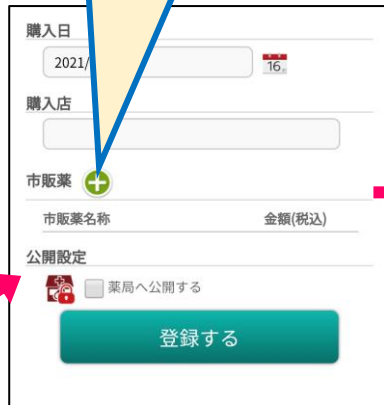 購入日
2021/
16
購入店
市販薬
市販薬名称 金額(税込)
公開設定
薬局へ公開する
登録する